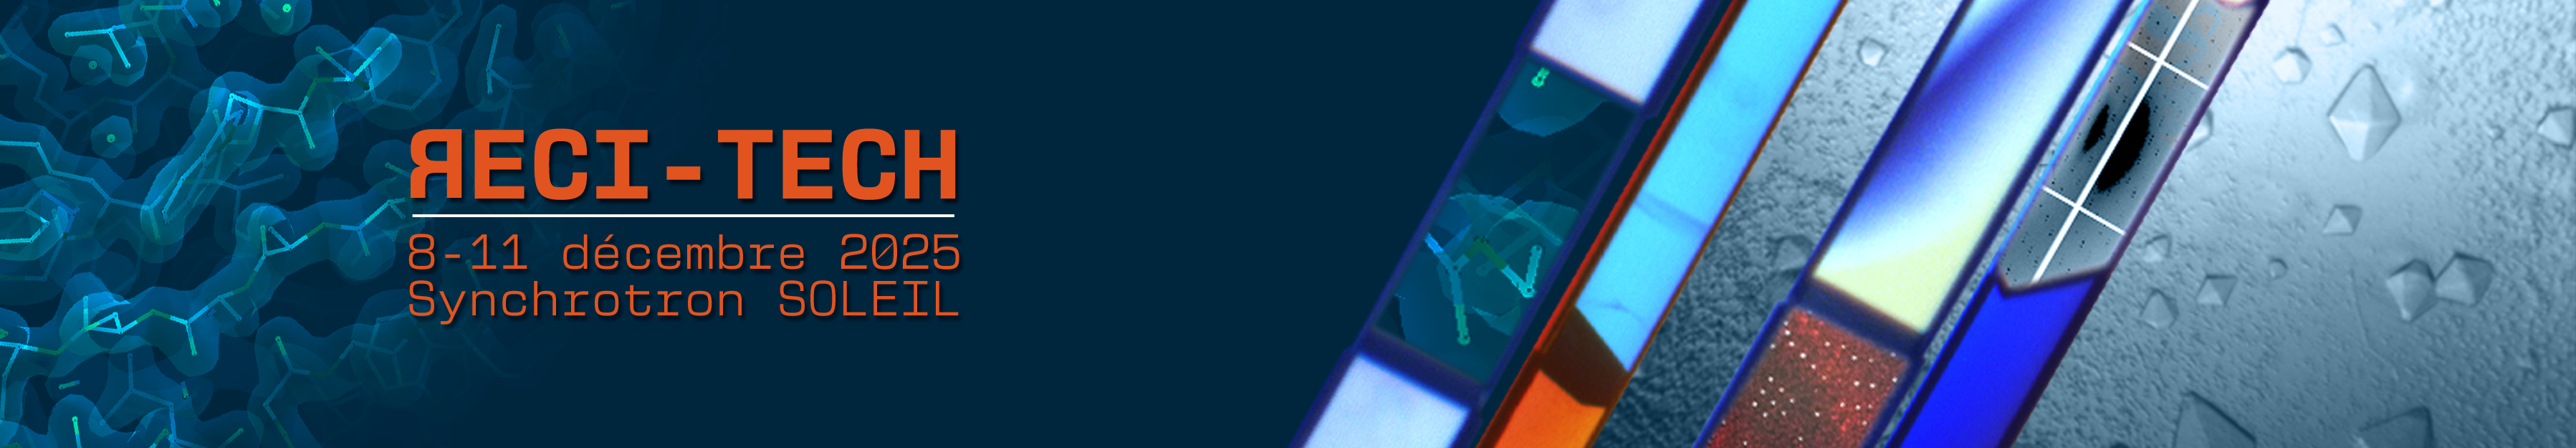 ЯECI-TECH
8-11 décembre 2025
Synchrotron SOLEIL